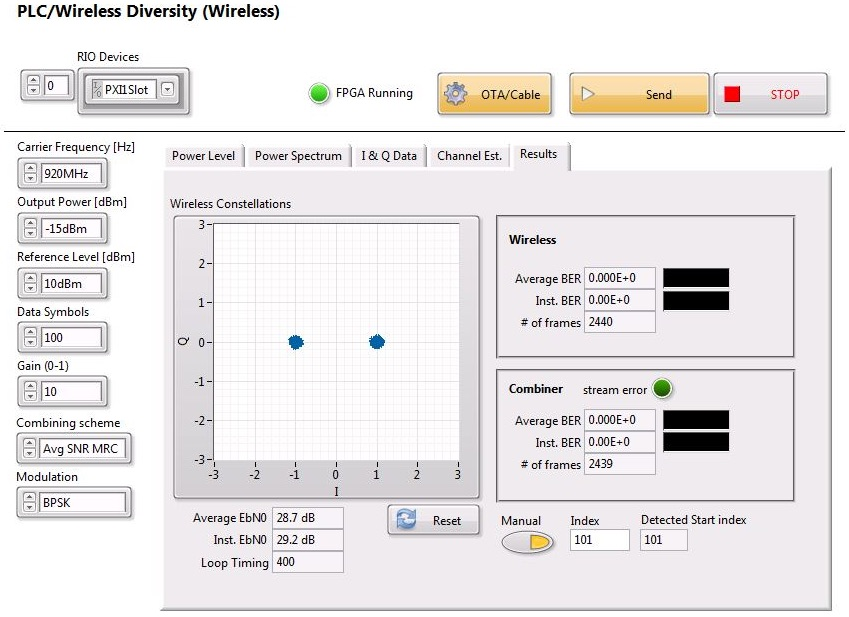 PLC/Wireless Diversity (Wireless)
RIO Devices
0
PXI1Slot
FPGA Running
OTA/Cable
Send
STOP
Carrier Frequency [Hz]
920MHz
Output Power [dBm]
-15dBm
Reference Level [dBm]
10dBm
Data Symbols
100
Gain (0-1)
10
Combining scheme
Avg SNR MRC
Modulation
BPSK
Power Level Power Spectrum I & Q Data Channel Est. Results
Wireless Constellations
3
2
1
0
-1
-2
-3
Q
-3 -2 -1 0 1 2 3
I
Average EbN0 28.7 dB
Inst. EbN0 29.2 dB
Loop Timing 400
Reset
Wireless
Average BER 0.000E+0
Inst. BER 0.00E+0
# of frames 2440
Combiner stream error
Average BER 0.000E+0
Inst. BER 0.00E+0
# of frames 2439
Manual Index Detected Start index
101 101